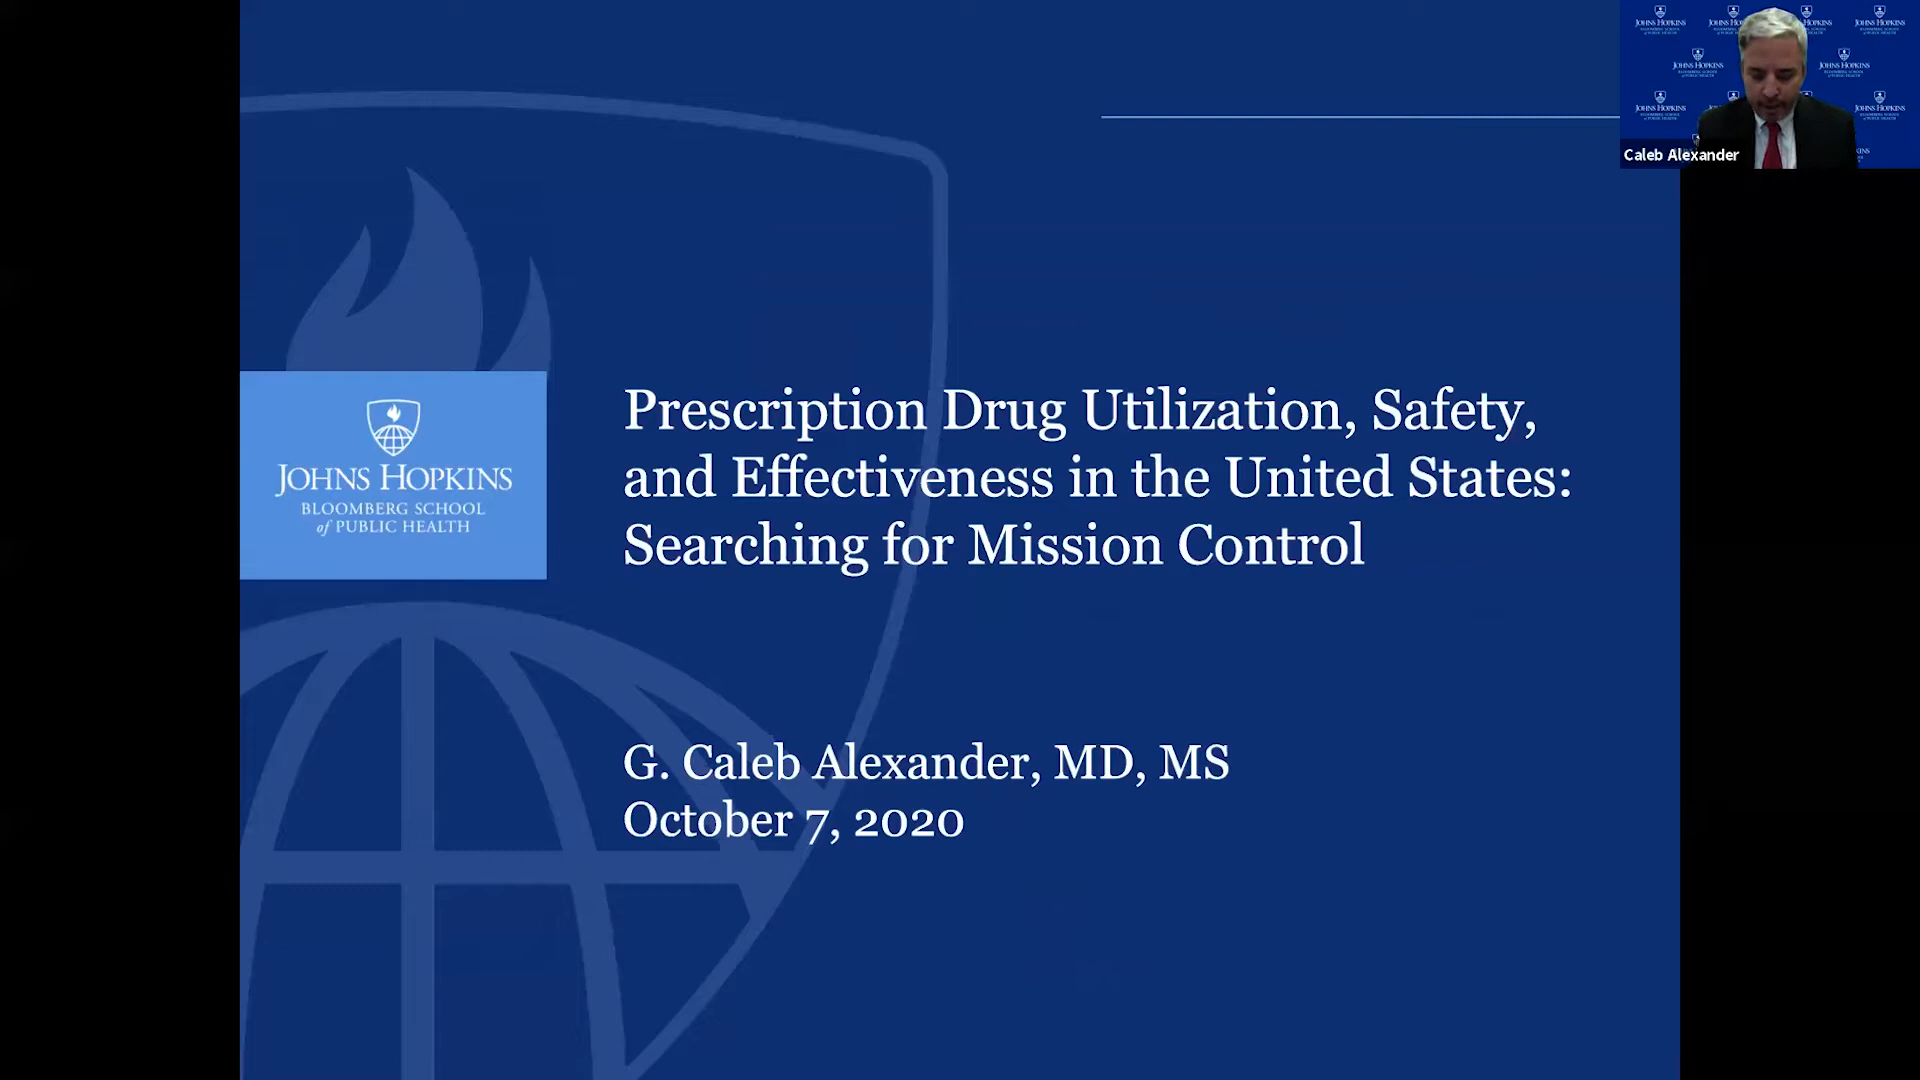 JOHNS HOPKINS
BLOOMBERG SCHOOL
of PUBLIC HEALTH
Prescription Drug Utilization, Safety,
and Effectiveness in the United States:
Searching for Mission Control
G. Caleb Alexander, MD, MS
October 7, 2020
Caleb Alexander